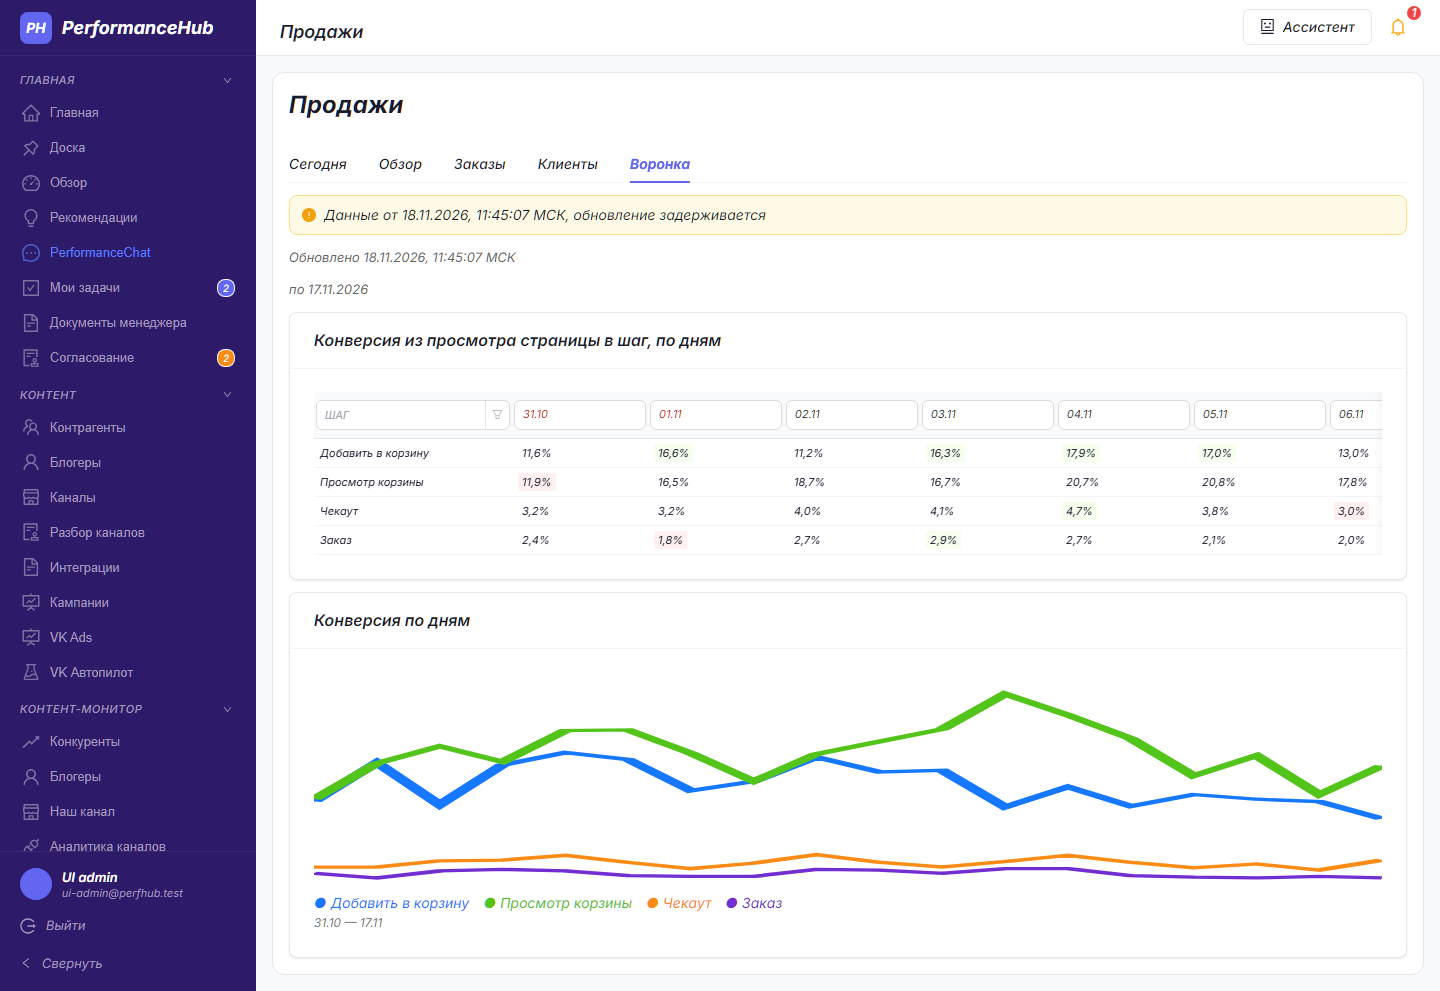 PH PerformanceHub
ГЛАВНАЯ
Главная
Доска
Обзор
Рекомендации
PerformanceChat
Мои задачи 2
Документы менеджера
Согласование 2
КОНТЕНТ
Контрагенты
Блогеры
Каналы
Разбор каналов
Интеграции
Кампании
VK Ads
VK Автопилот
КОНТЕНТ-МОНИТОР
Конкуренты
Блогеры
Наш канал
Аналитика каналов
UI admin
ui-admin@perfhub.test
Выйти
Свернуть
Продажи
Ассистент
1
Продажи
Сегодня Обзор Заказы Клиенты Воронка
Данные от 18.11.2026, 11:45:07 МСК, обновление задерживается
Обновлено 18.11.2026, 11:45:07 МСК
по 17.11.2026
Конверсия из просмотра страницы в шаг, по дням
ШАГ 31.10 01.11 02.11 03.11 04.11 05.11 06.11
Добавить в корзину 11,6% 16,6% 11,2% 16,3% 17,9% 17,0% 13,0%
Просмотр корзины 11,9% 16,5% 18,7% 16,7% 20,7% 20,8% 17,8%
Чекаут 3,2% 3,2% 4,0% 4,1% 4,7% 3,8% 3,0%
Заказ 2,4% 1,8% 2,7% 2,9% 2,7% 2,1% 2,0%
Конверсия по дням
Добавить в корзину Просмотр корзины Чекаут Заказ
31.10 — 17.11